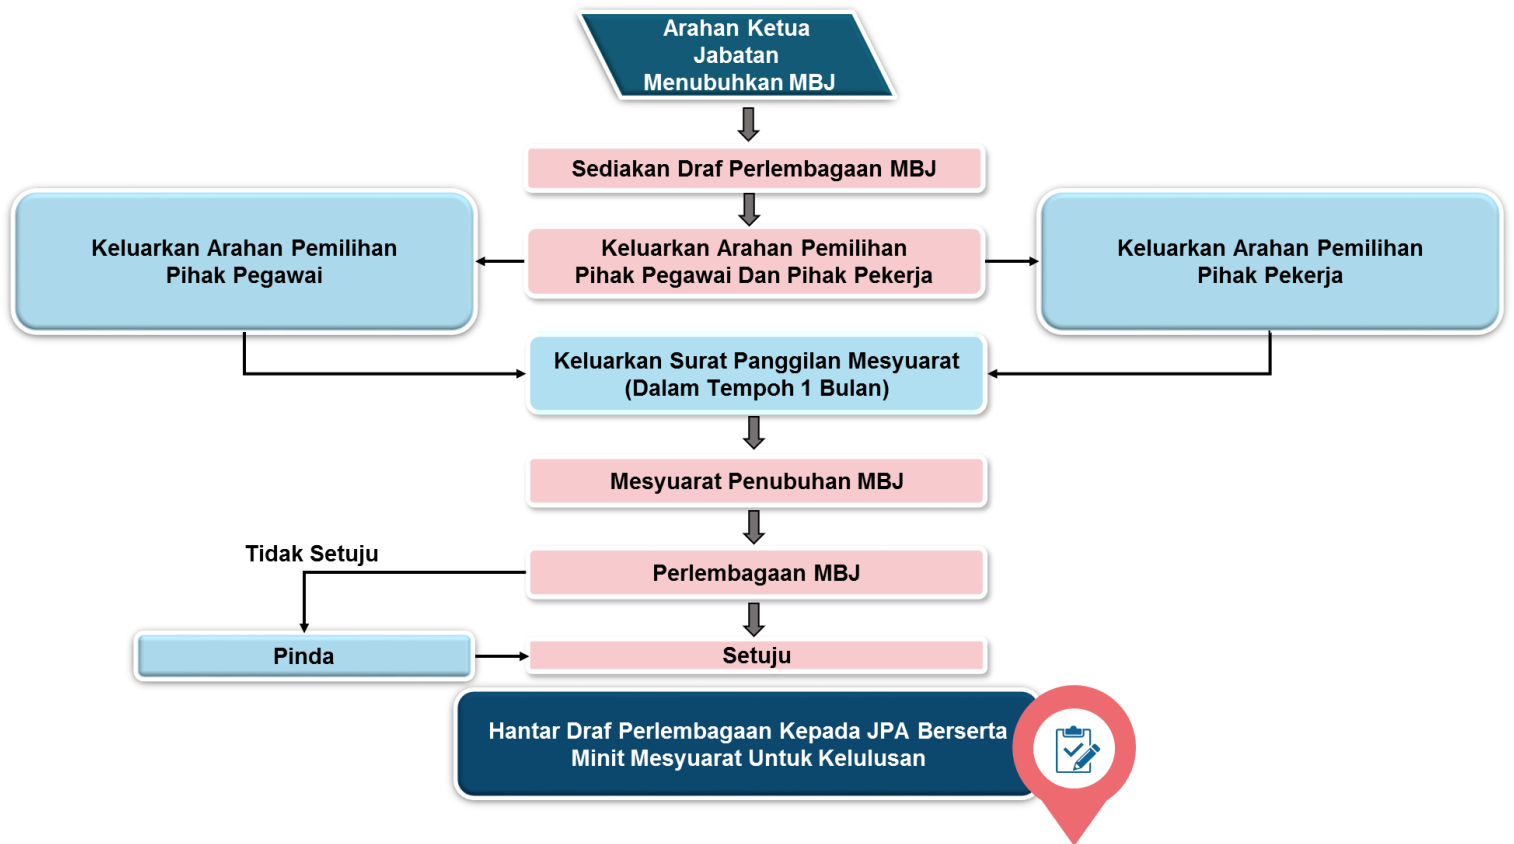 Arahan Ketua
Jabatan
Menubuhkan MBJ
Sediakan Draf Perlembagaan MBJ
Keluarkan Arahan Pemilihan
Pihak Pegawai
Keluarkan Arahan Pemilihan
Pihak Pegawai Dan Pihak Pekerja
Keluarkan Arahan Pemilihan
Pihak Pekerja
Keluarkan Surat Panggilan Mesyuarat
(Dalam Tempoh 1 Bulan)
Mesyuarat Penubuhan MBJ
Tidak Setuju
Perlembagaan MBJ
Pinda
Setuju
Hantar Draf Perlembagaan Kepada JPA Berserta
Minit Mesyuarat Untuk Kelulusan